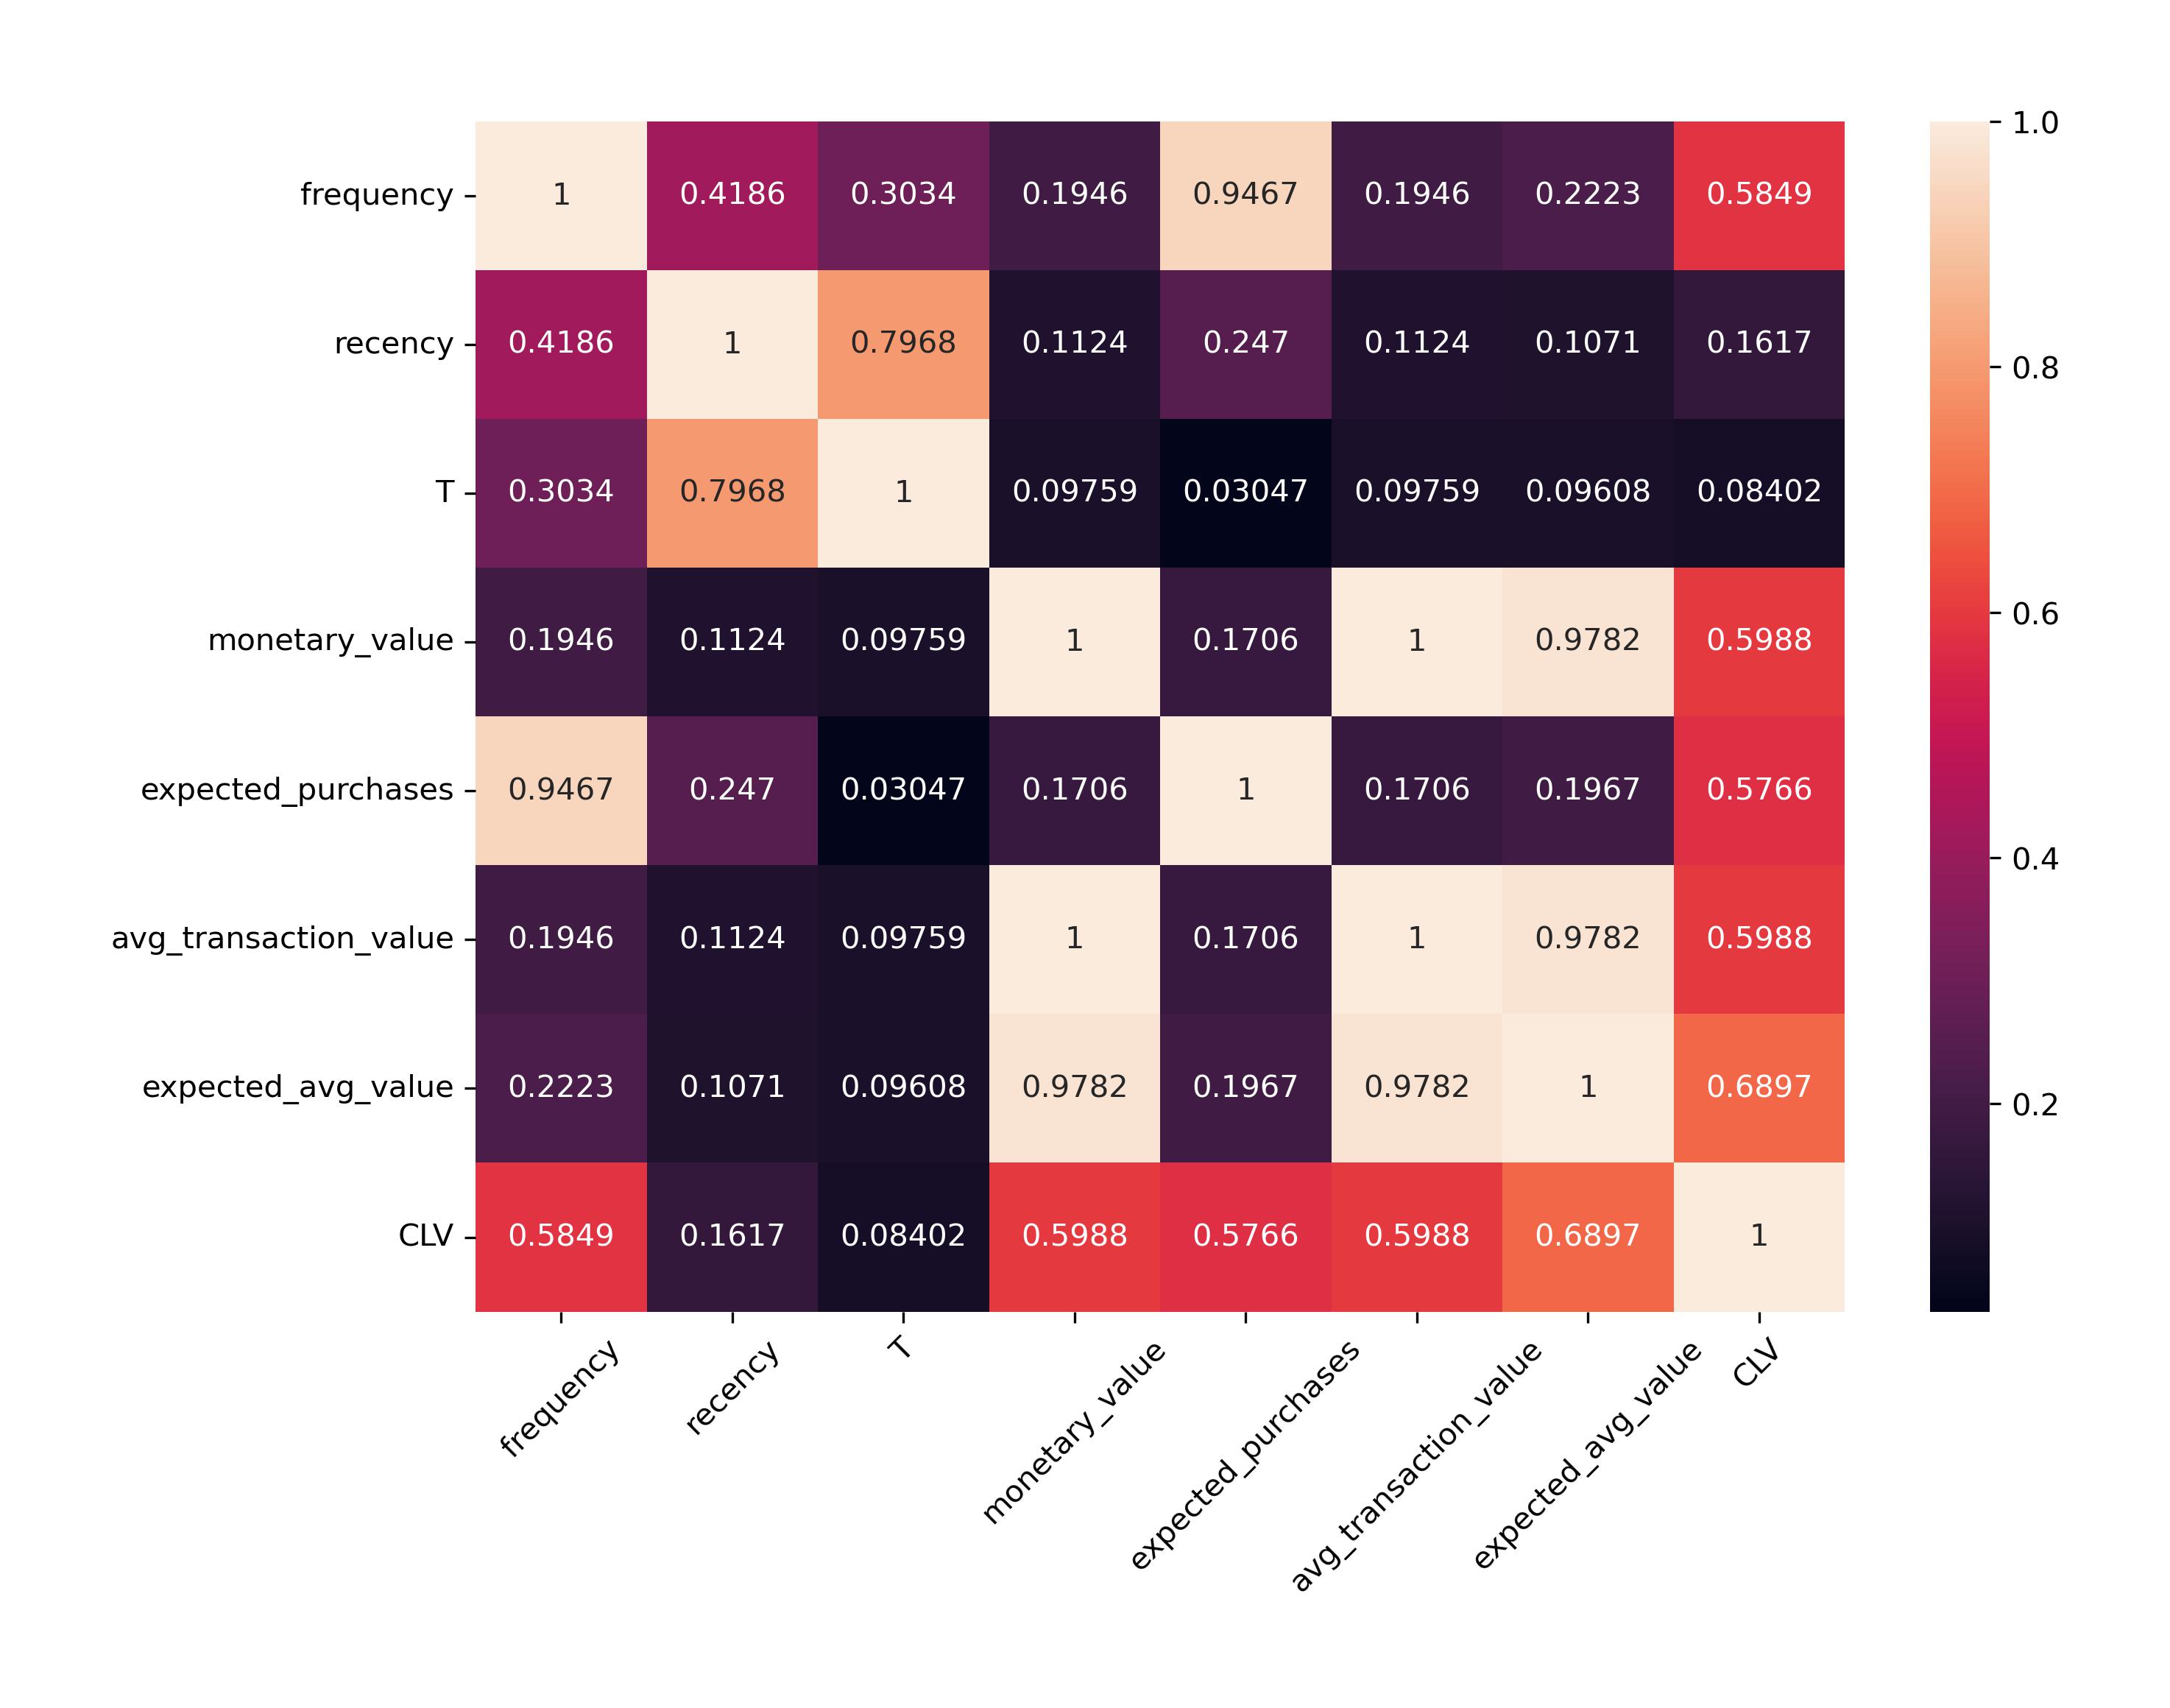 frequency 1 0.4186 0.3034 0.1946 0.9467 0.1946 0.2223 0.5849
recency 0.4186 1 0.7968 0.1124 0.247 0.1124 0.1071 0.1617
T 0.3034 0.7968 1 0.09759 0.03047 0.09759 0.09608 0.08402
monetary_value 0.1946 0.1124 0.09759 1 0.1706 1 0.9782 0.5988
expected_purchases 0.9467 0.247 0.03047 0.1706 1 0.1706 0.1967 0.5766
avg_transaction_value 0.1946 0.1124 0.09759 1 0.1706 1 0.9782 0.5988
expected_avg_value 0.2223 0.1071 0.09608 0.9782 0.1967 0.9782 1 0.6897
CLV 0.5849 0.1617 0.08402 0.5988 0.5766 0.5988 0.6897 1
frequency recency T monetary_value expected_purchases avg_transaction_value expected_avg_value CLV
1.0
0.8
0.6
0.4
0.2